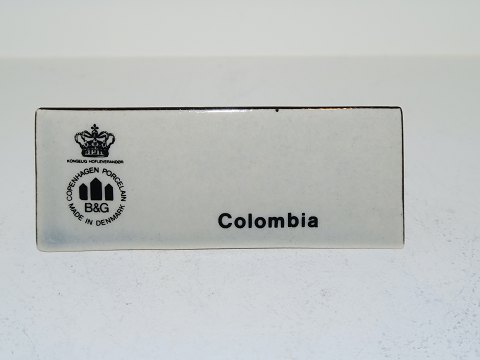 KONGELIG HOFLEVERANDØR
COPENHAGEN PORCELAIN
B&G
MADE IN DENMARK
Colombia